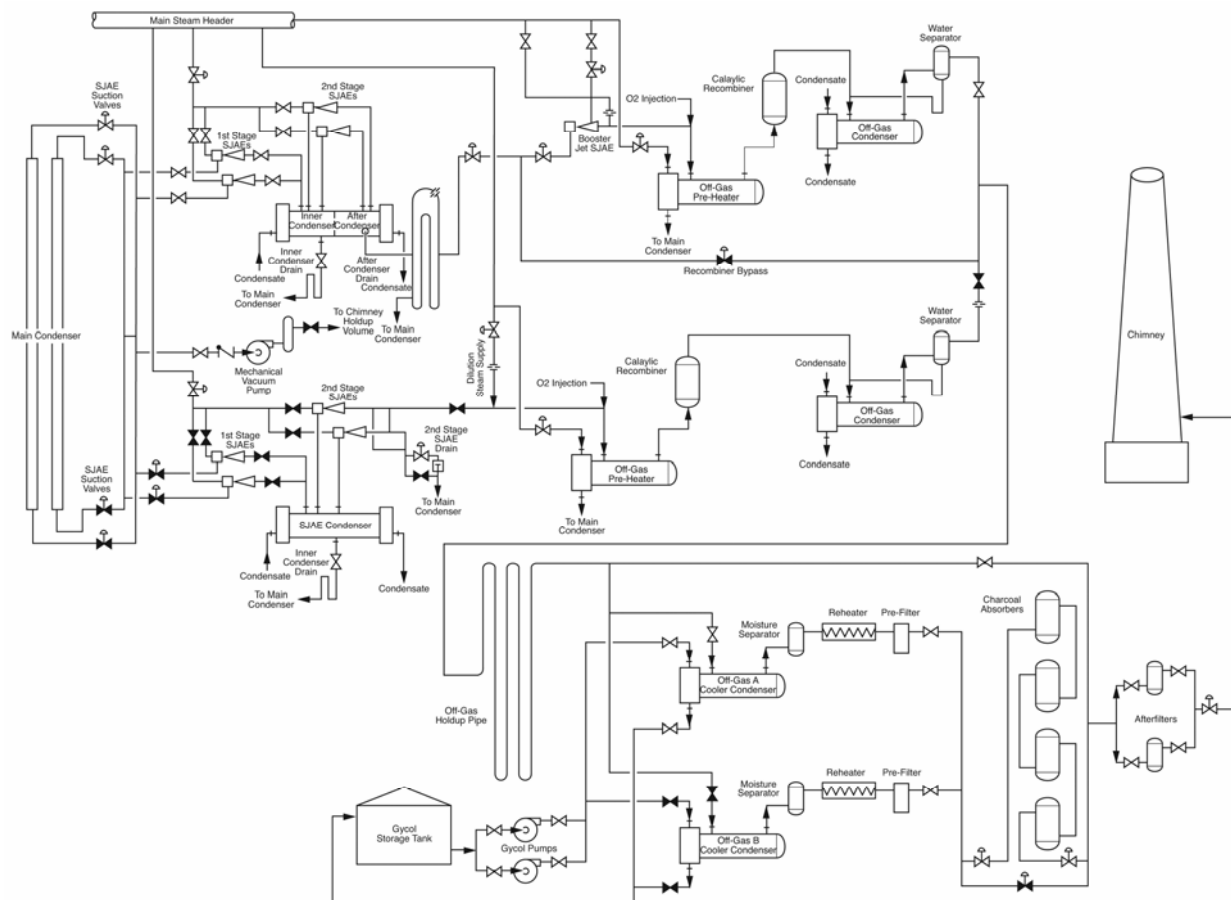 Main Steam Header
SJAE
Suction
Valves
2nd Stage
SJAEs
1st Stage
SJAEs
O2 Injection
Booster
Jet SJAE
Calaylic
Recombiner
Condensate
Water
Separator
Off-Gas
Condenser
Condensate
Off-Gas
Pre-Heater
To Main
Condenser
Inner
Condenser
After
Condenser
Inner
Condenser
Drain
After
Condenser
Drain
Condensate
Condensate
To Main
Condenser
To Main
Condenser
Recombiner Bypass
Main Condenser
To Chimney
Holdup
Volume
Mechanical
Vacuum
Pump
Dilution
Steam Supply
Chimney
2nd Stage
SJAEs
1st Stage
SJAEs
2nd Stage
SJAE
Drain
To Main
Condenser
O2 Injection
Calaylic
Recombiner
Condensate
Water
Separator
Off-Gas
Condenser
Condensate
Off-Gas
Pre-Heater
To Main
Condenser
SJAE
Suction
Valves
SJAE Condenser
Inner
Condenser
Drain
Condensate
Condensate
To Main
Condenser
Off-Gas
Holdup Pipe
Moisture
Separator
Reheater
Pre-Filter
Charcoal
Absorbers
Off-Gas A
Cooler Condenser
Afterfilters
Moisture
Separator
Reheater
Pre-Filter
Off-Gas B
Cooler Condenser
Gycol
Storage Tank
Gycol Pumps